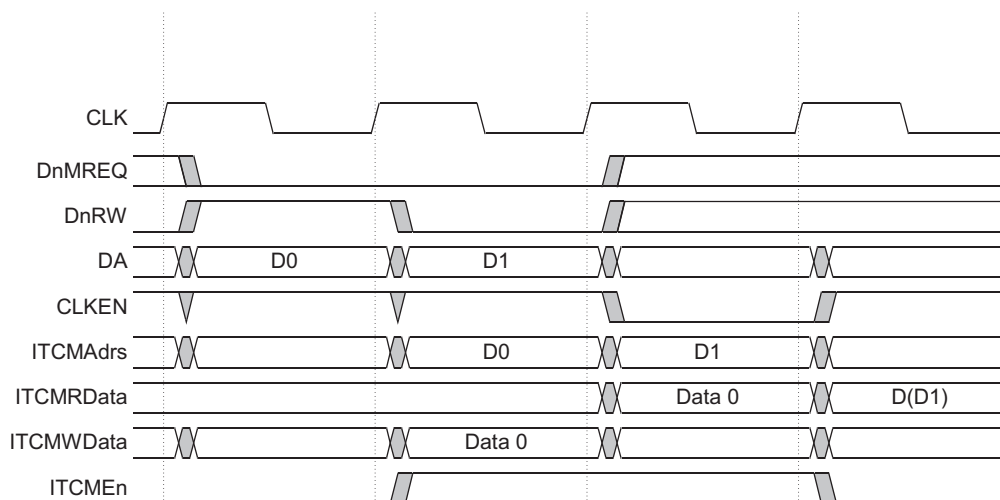 CLK
DnMREQ
DnRW
DA D0 D1
CLKEN
ITCMAdrs D0 D1
ITCMRData Data 0 D(D1)
ITCMWData Data 0
ITCMEn